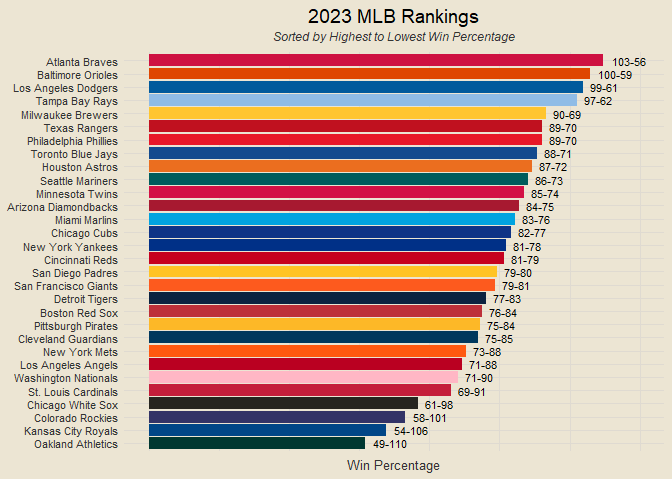 2023 MLB Rankings
Sorted by Highest to Lowest Win Percentage
Atlanta Braves 103-56
Baltimore Orioles 100-59
Los Angeles Dodgers 99-61
Tampa Bay Rays 97-62
Milwaukee Brewers 90-69
Texas Rangers 89-70
Philadelphia Phillies 89-70
Toronto Blue Jays 88-71
Houston Astros 87-72
Seattle Mariners 86-73
Minnesota Twins 85-74
Arizona Diamondbacks 84-75
Miami Marlins 83-76
Chicago Cubs 82-77
New York Yankees 81-78
Cincinnati Reds 81-79
San Diego Padres 79-80
San Francisco Giants 79-81
Detroit Tigers 77-83
Boston Red Sox 76-84
Pittsburgh Pirates 75-84
Cleveland Guardians 75-85
New York Mets 73-88
Los Angeles Angels 71-88
Washington Nationals 71-90
St. Louis Cardinals 69-91
Chicago White Sox 61-98
Colorado Rockies 58-101
Kansas City Royals 54-106
Oakland Athletics 49-110
Win Percentage